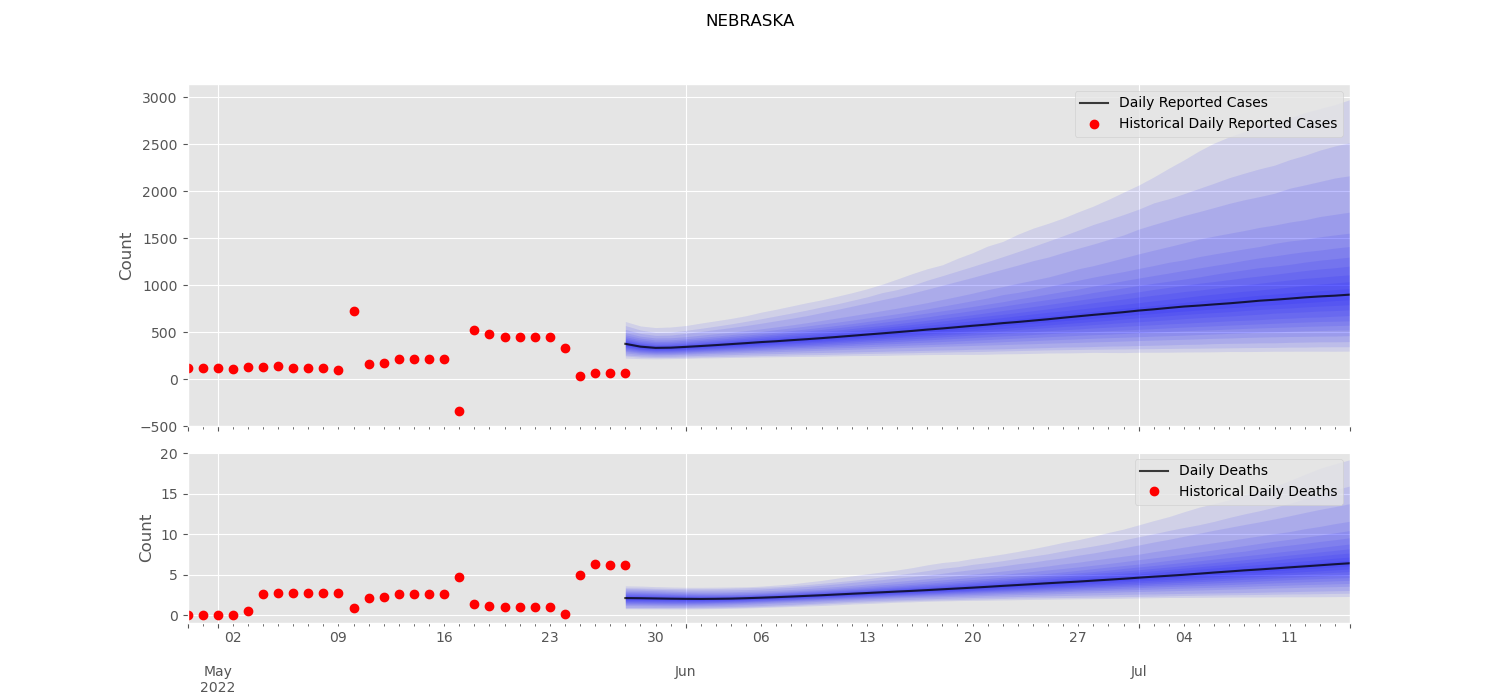 NEBRASKA
3000
2500
2000
1500
1000
500
0
−500
Count
Daily Reported Cases
Historical Daily Reported Cases
20
15
10
5
0
Count
Daily Deaths
Historical Daily Deaths
02 09 16 23 30 06 13 20 27 04 11
May Jun Jul
2022